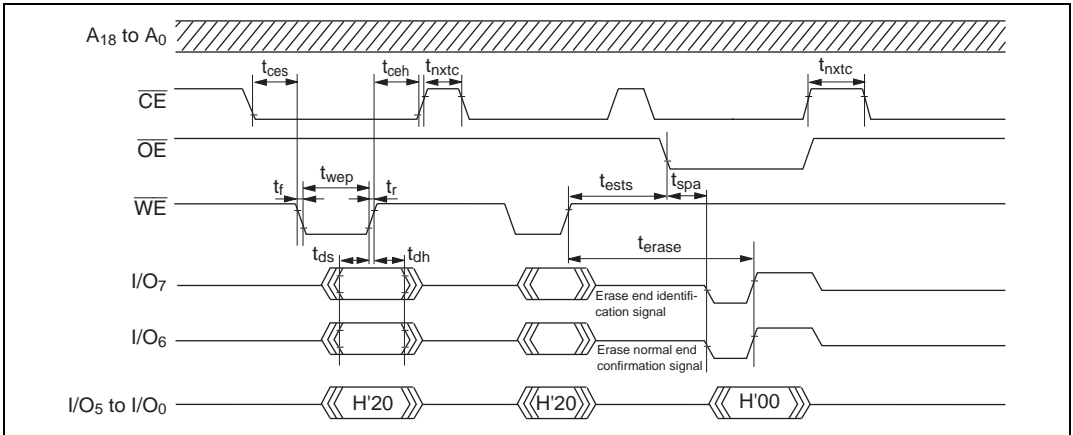 A18 to A0
tces
tceh
tnxtc
tnxtc
CE
OE
twep
tests
tspa
tf
tr
WE
terase
tds
tdh
I/O7
Erase end identifi-
cation signal
I/O6
Erase normal end
confirmation signal
I/O5 to I/O0
H'20
H'20
H'00